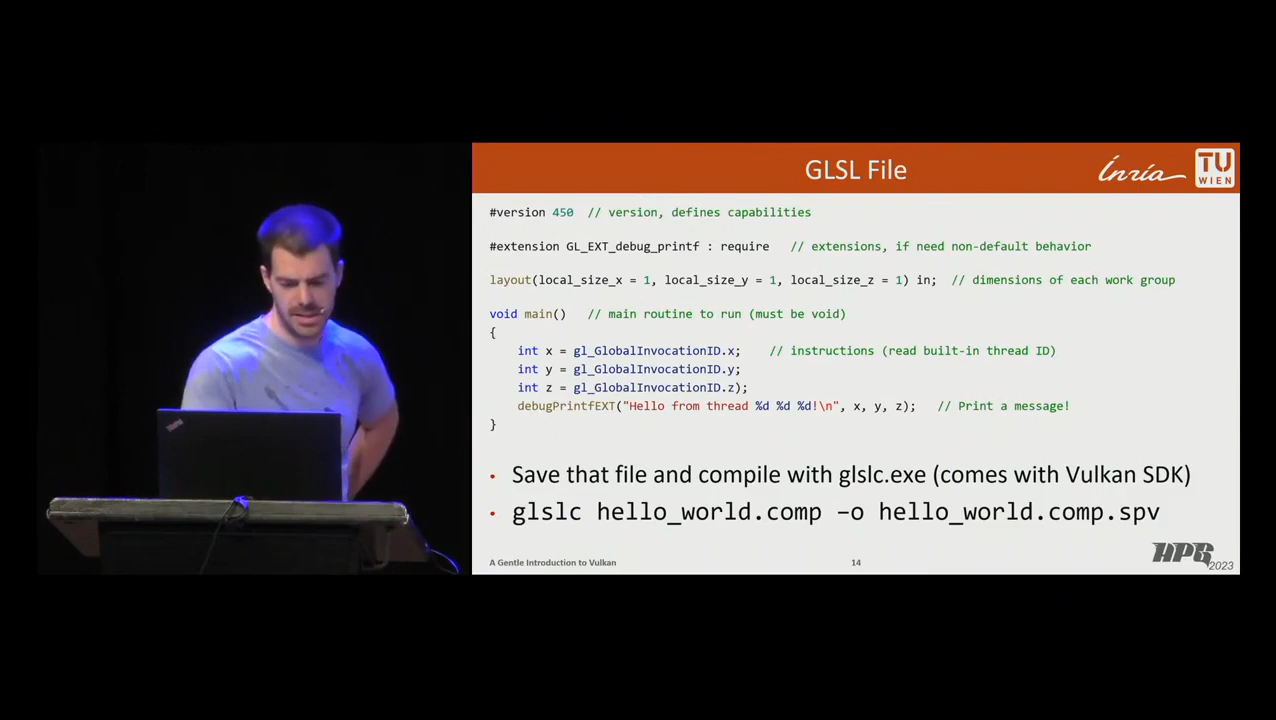 GLSL File
Inria
TU
WIEN
#version 450 // version, defines capabilities
#extension GL_EXT_debug_printf : require // extensions, if need non-default behavior
layout(local_size_x = 1, local_size_y = 1, local_size_z = 1) in; // dimensions of each work group
void main() // main routine to run (must be void)
{
int x = gl_GlobalInvocationID.x; // instructions (read built-in thread ID)
int y = gl_GlobalInvocationID.y;
int z = gl_GlobalInvocationID.z);
debugPrintfEXT("Hello from thread %d %d %d!\n", x, y, z); // Print a message!
}
• Save that file and compile with glslc.exe (comes with Vulkan SDK)
• glslc hello_world.comp –o hello_world.comp.spv
A Gentle Introduction to Vulkan
14
HPG
2023